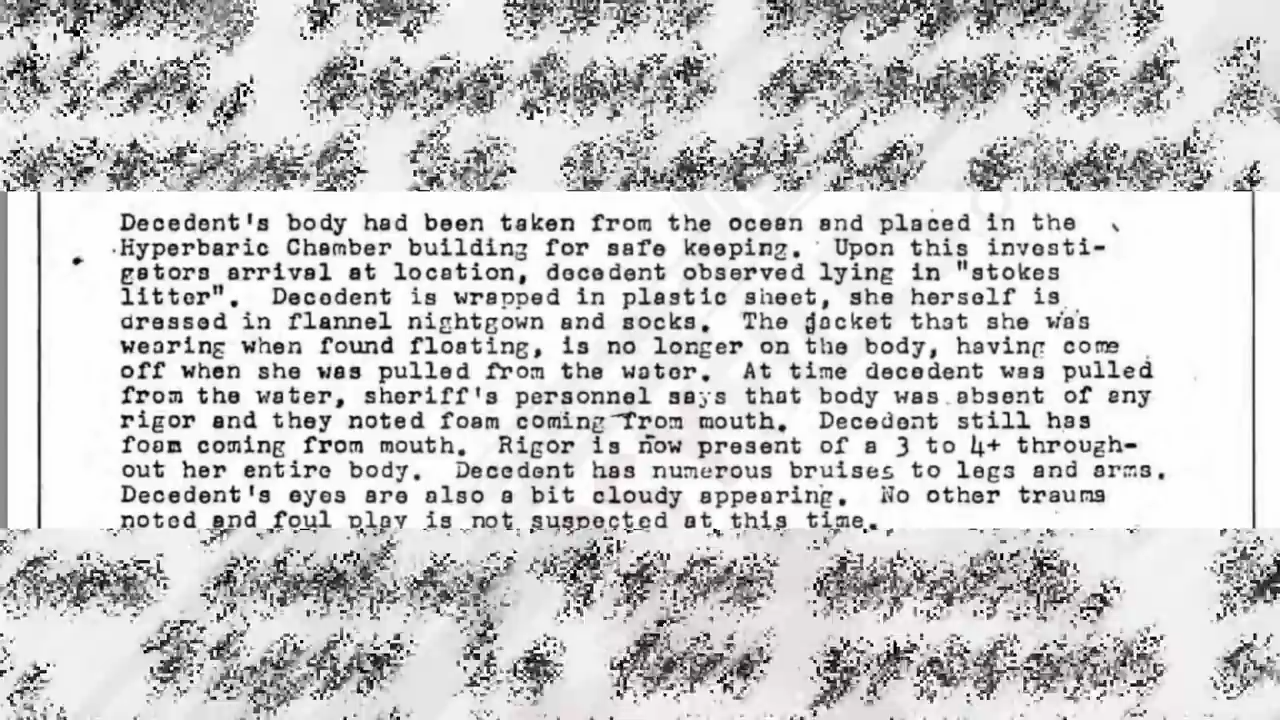 Decedent's body had been taken from the ocean and placed in the
Hyperbaric Chamber building for safe keeping. Upon this investi-
gators arrival at location, decedent observed lying in "stokes
litter". Decedent is wrapped in plastic sheet, she herself is
dressed in flannel nightgown and socks. The jacket that she was
wearing when found floating, is no longer on the body, having come
off when she was pulled from the water. At time decedent was pulled
from the water, sheriff's personnel says that body was absent of any
rigor and they noted foam coming from mouth. Decedent still has
foam coming from mouth. Rigor is now present of a 3 to 4+ through-
out her entire body. Decedent has numerous bruises to legs and arms.
Decedent's eyes are also a bit cloudy appearing. No other trauma
noted and foul play is not suspected at this time.